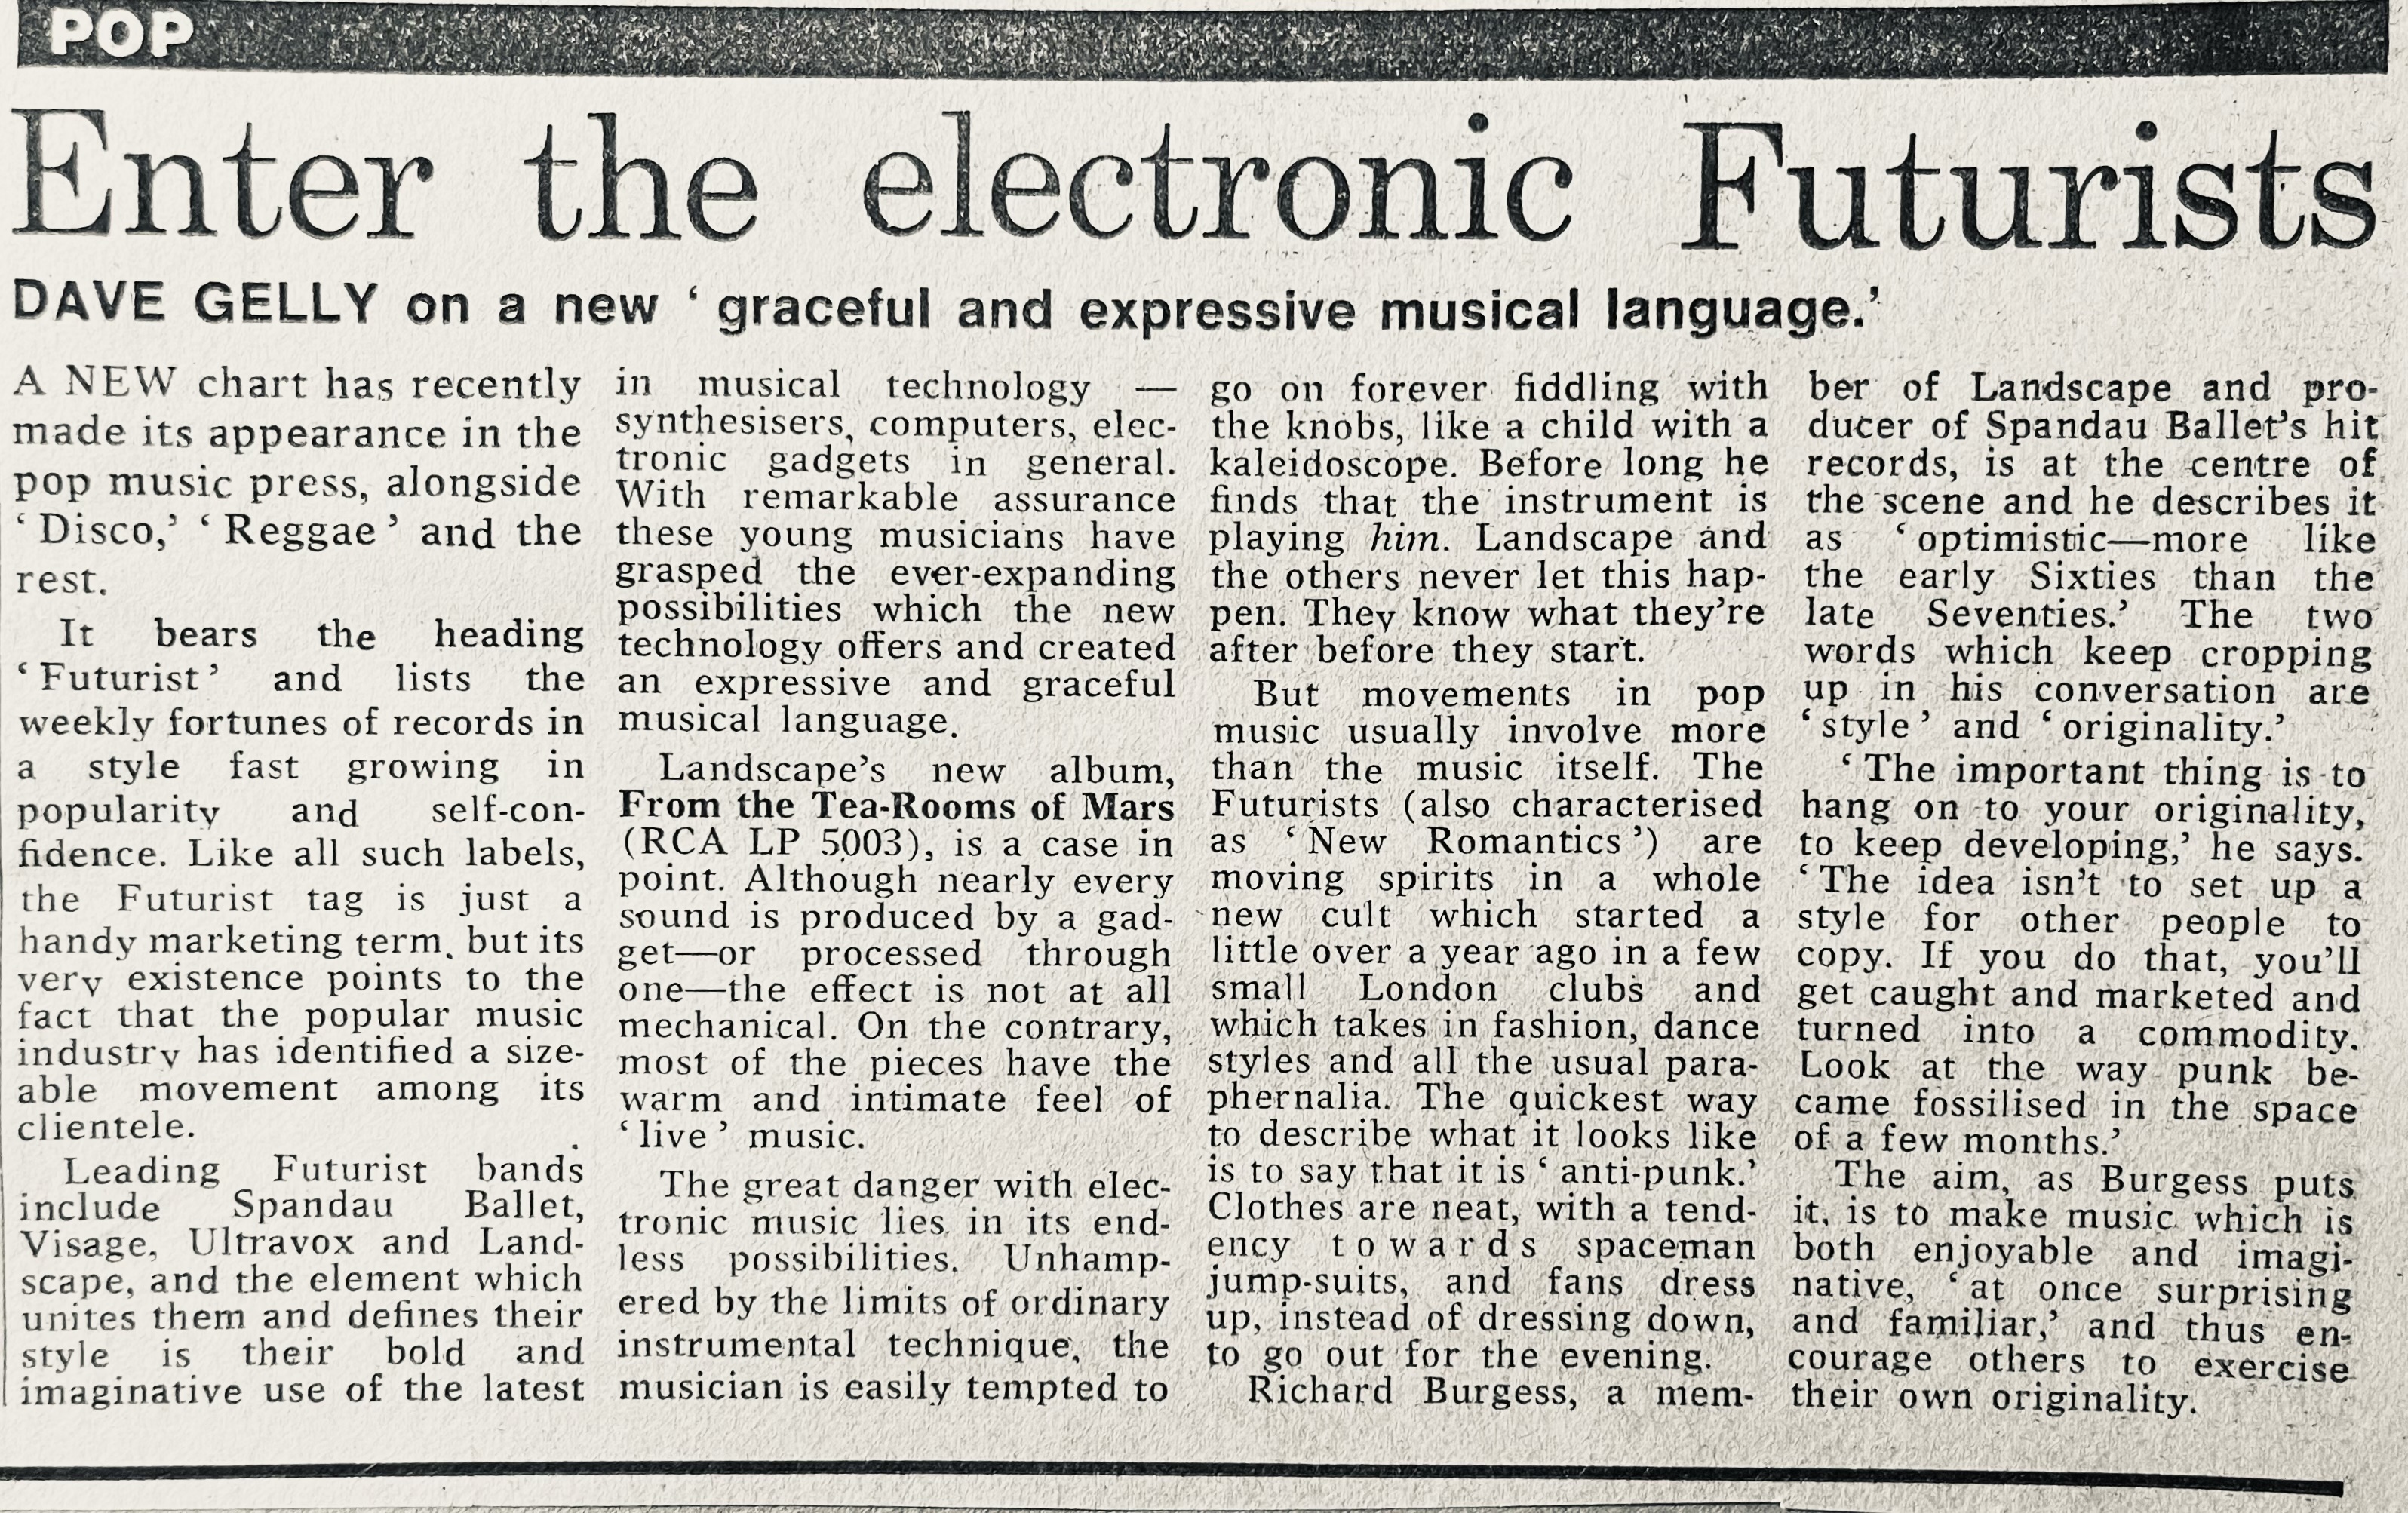 POP
Enter the electronic Futurists
DAVE GELLY on a new ‘ graceful and expressive musical language.’
A NEW chart has recently
made its appearance in the
pop music press, alongside
‘ Disco,’ ‘ Reggae ’ and the
rest.
It bears the heading
‘ Futurist ’ and lists the
weekly fortunes of records in
a style fast growing in
popularity and self-con-
fidence. Like all such labels,
the Futurist tag is just a
handy marketing term, but its
very existence points to the
fact that the popular music
industry has identified a size-
able movement among its
clientele.
Leading Futurist bands
include Spandau Ballet,
Visage, Ultravox and Land-
scape, and the element which
unites them and defines their
style is their bold and
imaginative use of the latest
in musical technology —
synthesisers, computers, elec-
tronic gadgets in general.
With remarkable assurance
these young musicians have
grasped the ever-expanding
possibilities which the new
technology offers and created
an expressive and graceful
musical language.
Landscape’s new album,
From the Tea-Rooms of Mars
(RCA LP 5003), is a case in
point. Although nearly every
sound is produced by a gad-
get—or processed through
one—the effect is not at all
mechanical. On the contrary,
most of the pieces have the
warm and intimate feel of
‘ live ’ music.
The great danger with elec-
tronic music lies in its end-
less possibilities. Unhamp-
ered by the limits of ordinary
instrumental technique, the
musician is easily tempted to
go on forever fiddling with
the knobs, like a child with a
kaleidoscope. Before long he
finds that the instrument is
playing him. Landscape and
the others never let this hap-
pen. They know what they’re
after before they start.
But movements in pop
music usually involve more
than the music itself. The
Futurists (also characterised
as ‘ New Romantics ’) are
moving spirits in a whole
new cult which started a
little over a year ago in a few
small London clubs and
which takes in fashion, dance
styles and all the usual para-
phernalia. The quickest way
to describe what it looks like
is to say that it is ‘ anti-punk.’
Clothes are neat, with a tend-
ency towards spaceman
jump-suits, and fans dress
up, instead of dressing down,
to go out for the evening.
Richard Burgess, a mem-
ber of Landscape and pro-
ducer of Spandau Ballet’s hit
records, is at the centre of
the scene and he describes it
as ‘ optimistic—more like
the early Sixties than the
late Seventies.’ The two
words which keep cropping
up in his conversation are
‘ style ’ and ‘ originality.’
‘ The important thing is to
hang on to your originality,
to keep developing,’ he says.
‘ The idea isn’t to set up a
style for other people to
copy. If you do that, you’ll
get caught and marketed and
turned into a commodity.
Look at the way punk be-
came fossilised in the space
of a few months.’
The aim, as Burgess puts
it, is to make music which is
both enjoyable and imagi-
native, ‘ at once surprising
and familiar,’ and thus en-
courage others to exercise
their own originality.